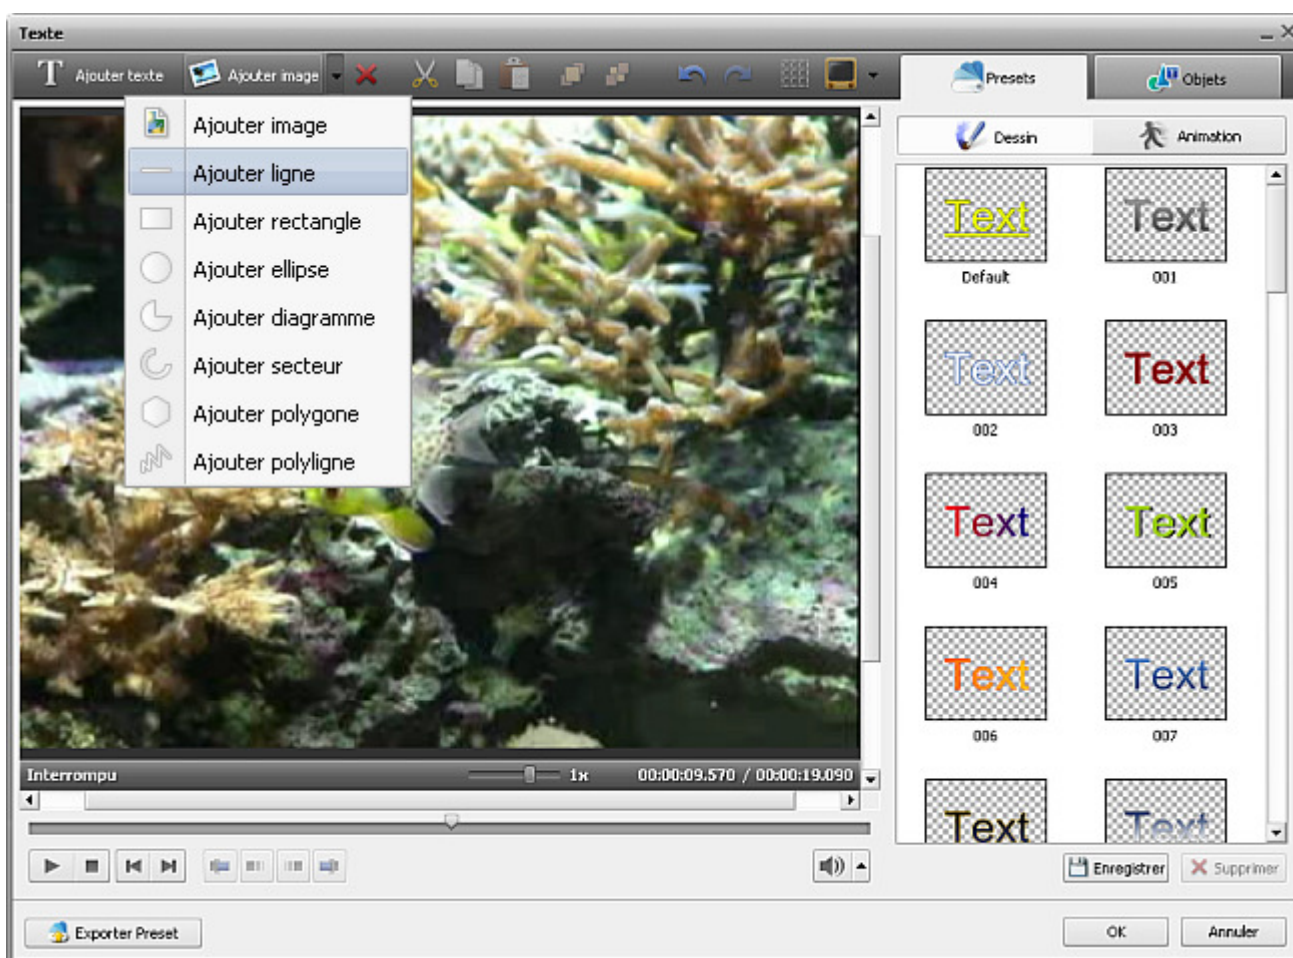 Texte
Ajouter texte
Ajouter image
Presets
Objets
Ajouter image
Ajouter ligne
Ajouter rectangle
Ajouter ellipse
Ajouter diagramme
Ajouter secteur
Ajouter polygone
Ajouter polyligne
Dessin
Animation
Text
Text
Default
001
Text
Text
002
003
Text
Text
004
005
Text
Text
006
007
Text
Text
Interrompu
1x
00:00:09.570 / 00:00:19.090
Enregistrer
Supprimer
Exporter Preset
OK
Annuler